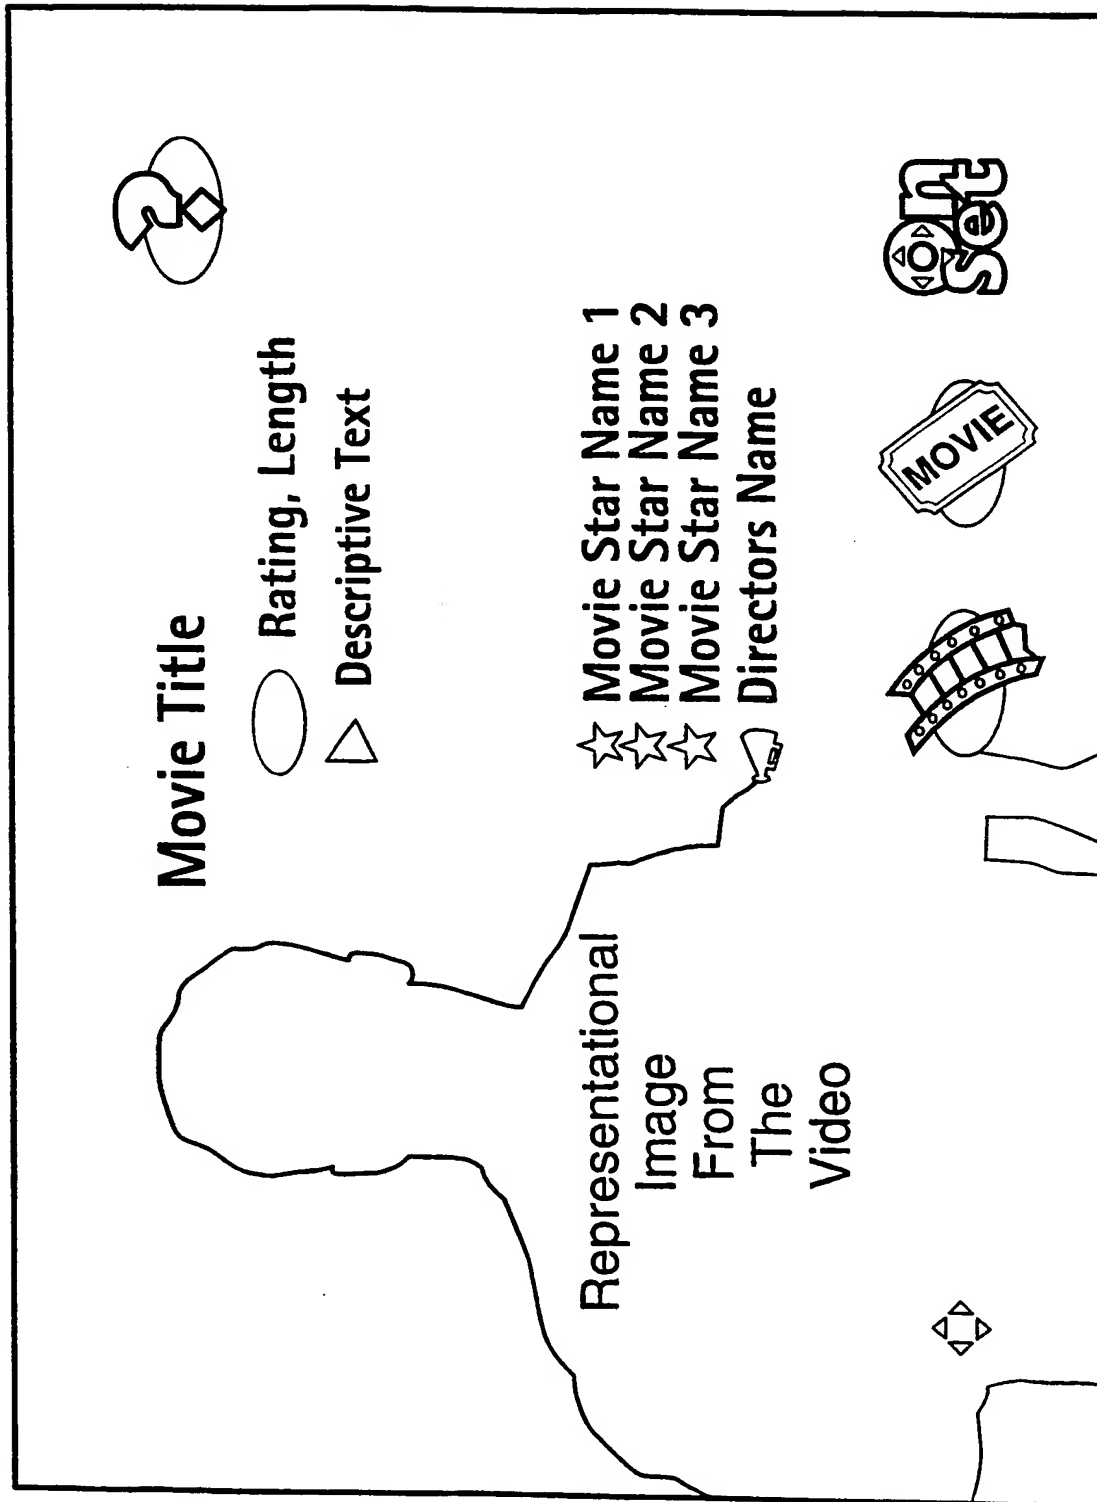 Movie Title
Rating, Length
Descriptive Text
Representational
Image
From
The
Video
Movie Star Name 1
Movie Star Name 2
Movie Star Name 3
Directors Name
MOVIE
on
set